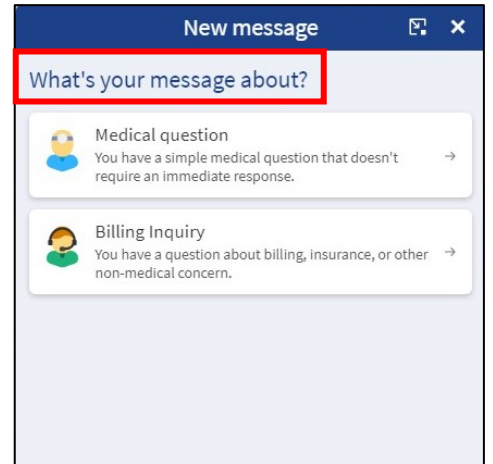 New message
What's your message about?
Medical question
You have a simple medical question that doesn't
require an immediate response.
Billing Inquiry
You have a question about billing, insurance, or other
non-medical concern.